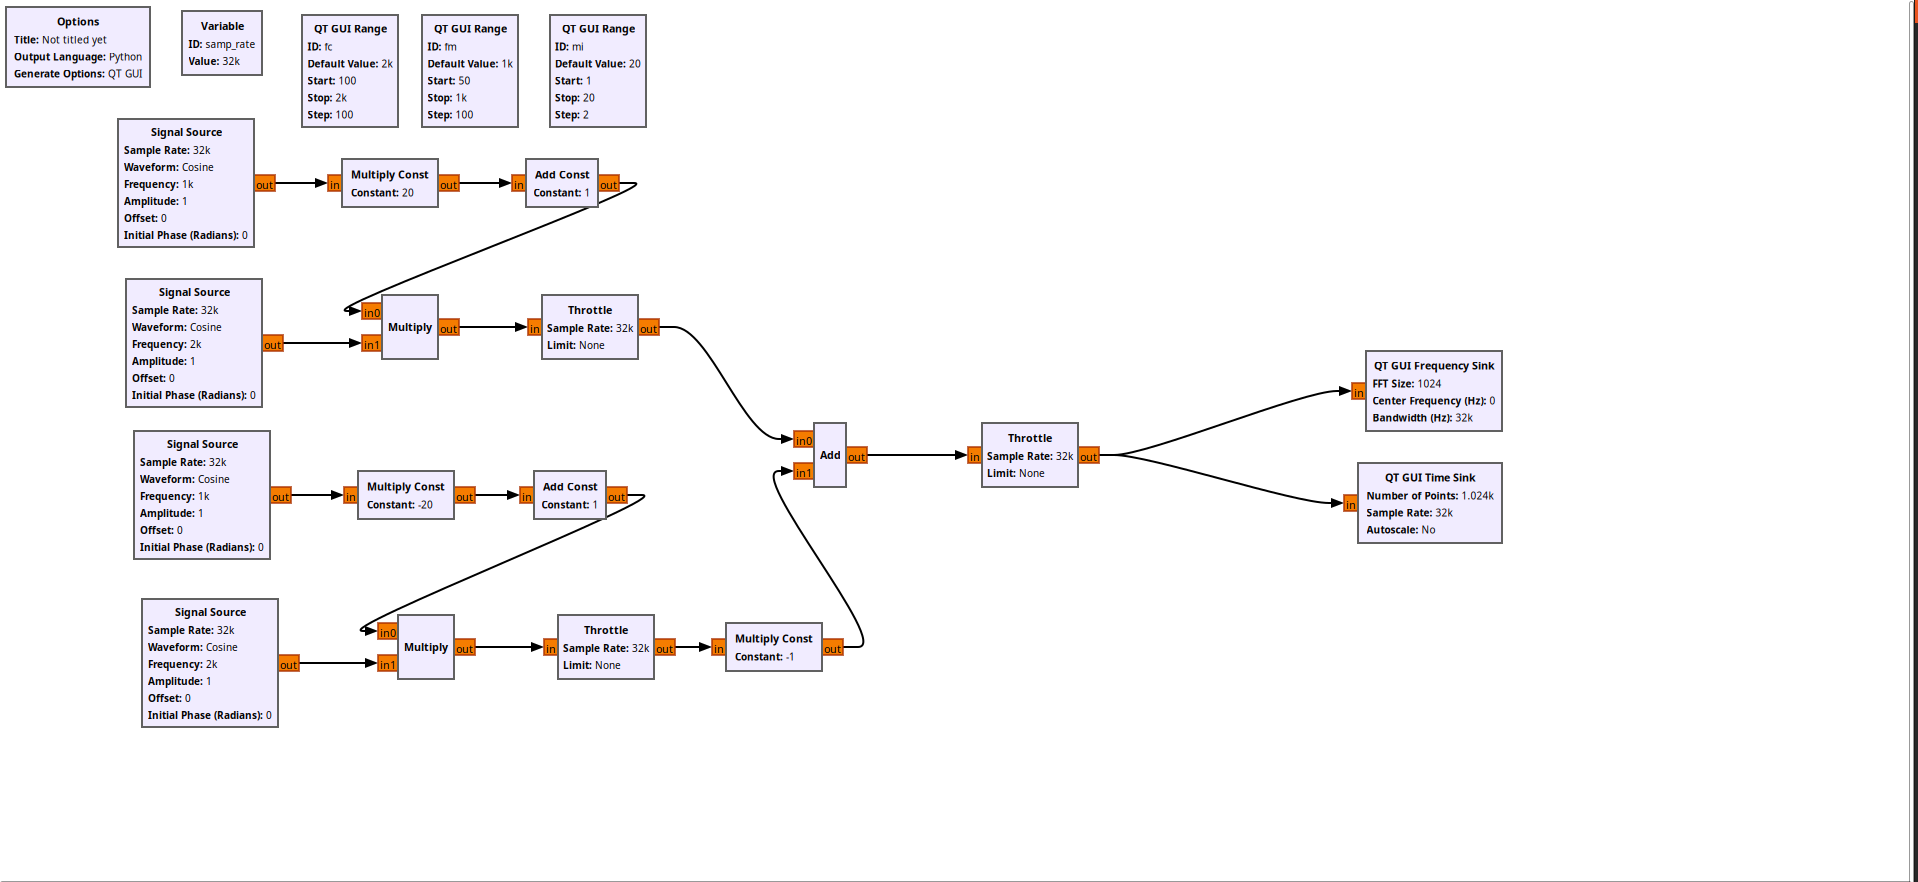 Options
Title: Not titled yet
Output Language: Python
Generate Options: QT GUI
Variable
ID: samp_rate
Value: 32k
QT GUI Range
ID: fc
Default Value: 2k
Start: 100
Stop: 2k
Step: 100
QT GUI Range
ID: fm
Default Value: 1k
Start: 50
Stop: 1k
Step: 100
QT GUI Range
ID: mi
Default Value: 20
Start: 1
Stop: 20
Step: 2
Signal Source
Sample Rate: 32k
Waveform: Cosine
Frequency: 1k
Amplitude: 1
Offset: 0
Initial Phase (Radians): 0
out
in
Multiply Const
Constant: 20
out
in
Add Const
Constant: 1
out
Signal Source
Sample Rate: 32k
Waveform: Cosine
Frequency: 2k
Amplitude: 1
Offset: 0
Initial Phase (Radians): 0
out
in0
in1
Multiply
out
in
Throttle
Sample Rate: 32k
Limit: None
out
Signal Source
Sample Rate: 32k
Waveform: Cosine
Frequency: 1k
Amplitude: 1
Offset: 0
Initial Phase (Radians): 0
out
in
Multiply Const
Constant: -20
out
in
Add Const
Constant: 1
out
Signal Source
Sample Rate: 32k
Waveform: Cosine
Frequency: 2k
Amplitude: 1
Offset: 0
Initial Phase (Radians): 0
out
in0
in1
Multiply
out
in
Throttle
Sample Rate: 32k
Limit: None
out
in
Multiply Const
Constant: -1
out
in0
in1
Add
out
in
Throttle
Sample Rate: 32k
Limit: None
out
in
QT GUI Frequency Sink
FFT Size: 1024
Center Frequency (Hz): 0
Bandwidth (Hz): 32k
in
QT GUI Time Sink
Number of Points: 1.024k
Sample Rate: 32k
Autoscale: No